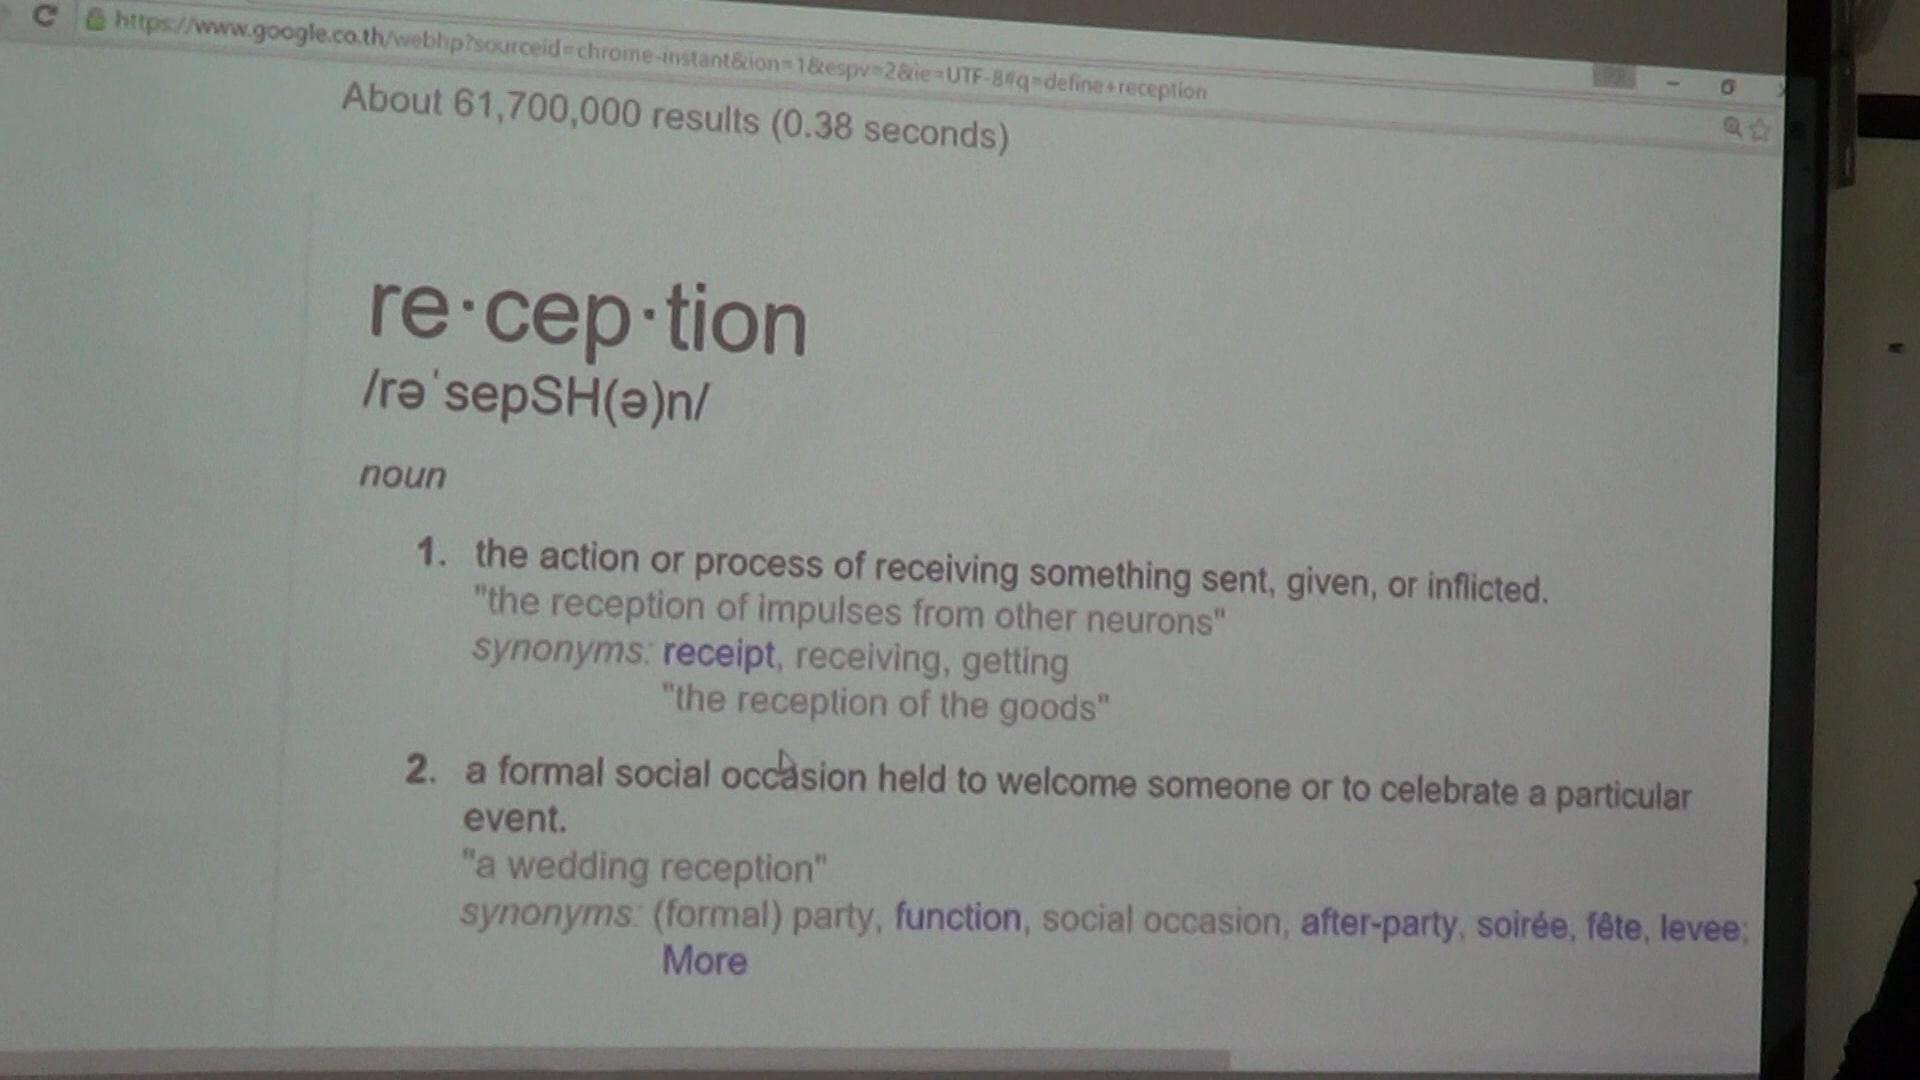 https://www.google.co.th/webhp?sourceid=chrome-instant&ion=1&espv=2&ie=UTF-8#q=define+reception
About 61,700,000 results (0.38 seconds)
re·cep·tion
/rəˈsepSH(ə)n/
noun
1. the action or process of receiving something sent, given, or inflicted.
"the reception of impulses from other neurons"
synonyms: receipt, receiving, getting
"the reception of the goods"
2. a formal social occasion held to welcome someone or to celebrate a particular
event.
"a wedding reception"
synonyms: (formal) party, function, social occasion, after-party, soirée, fête, levee;
More